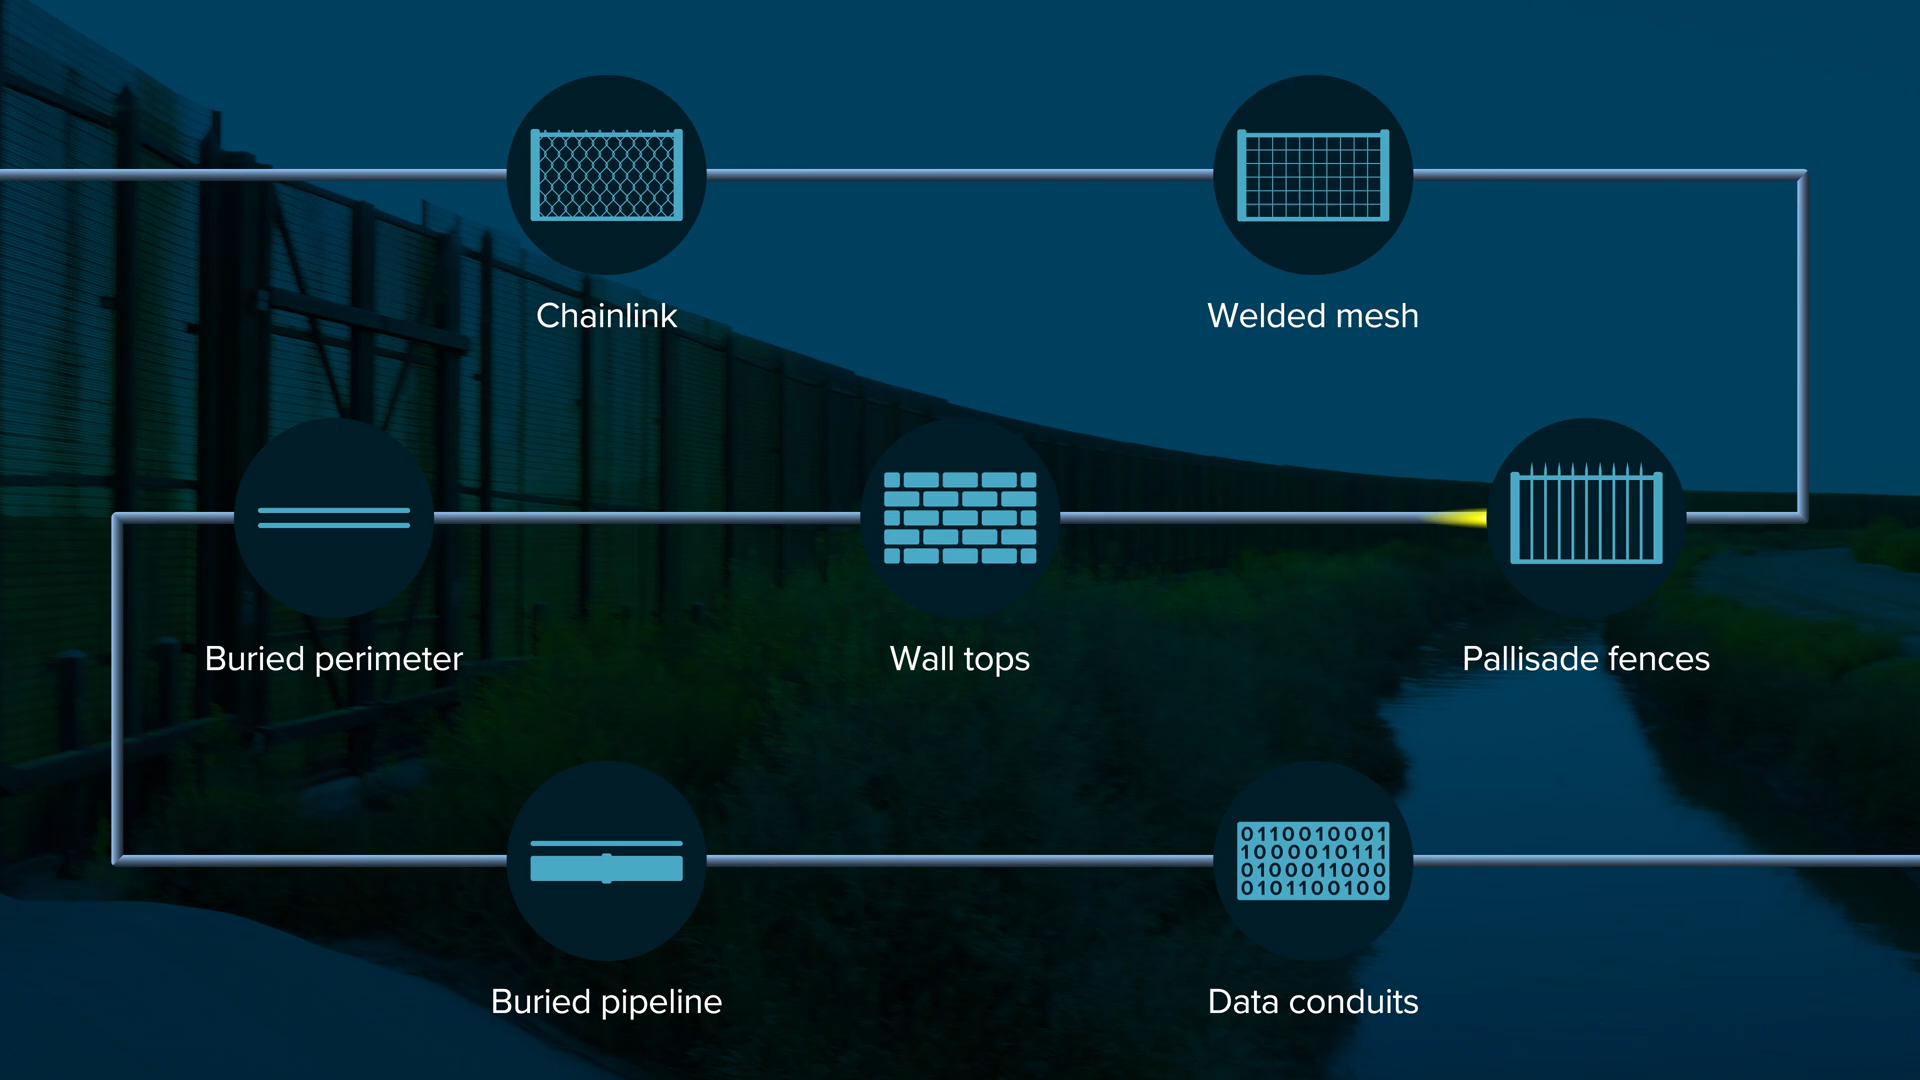 Chainlink
Welded mesh
Buried perimeter
Wall tops
Pallisade fences
0110010001
1000010111
0100011000
0101100100
Buried pipeline
Data conduits